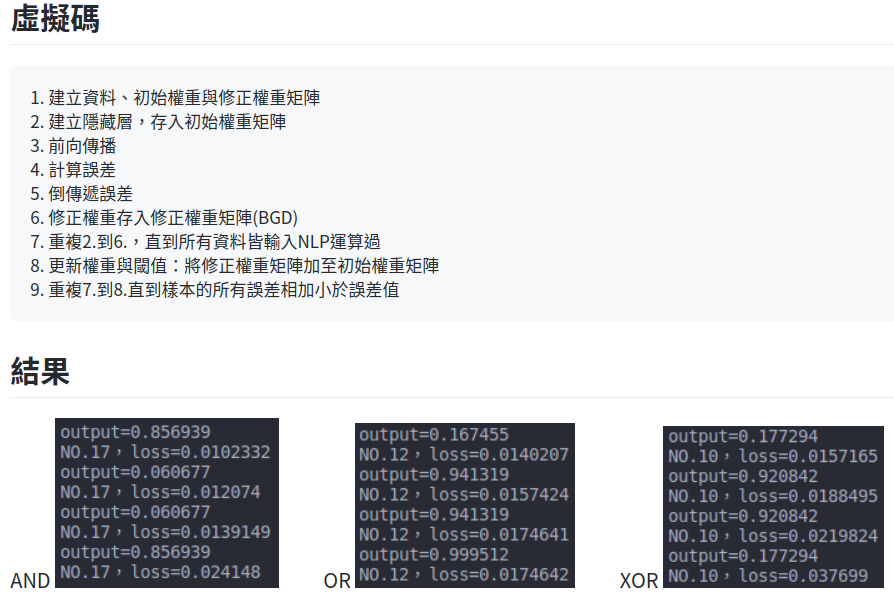 虛擬碼
1. 建立資料、初始權重與修正權重矩陣
2. 建立隱藏層，存入初始權重矩陣
3. 前向傳播
4. 計算誤差
5. 倒傳遞誤差
6. 修正權重存入修正權重矩陣(BGD)
7. 重複2.到6.，直到所有資料皆輸入NLP運算過
8. 更新權重與閾值：將修正權重矩陣加至初始權重矩陣
9. 重複7.到8.直到樣本的所有誤差相加小於誤差值
結果
AND
output=0.856939
NO.17，loss=0.0102332
output=0.060677
NO.17，loss=0.012074
output=0.060677
NO.17，loss=0.0139149
output=0.856939
NO.17，loss=0.024148
OR
output=0.167455
NO.12，loss=0.0140207
output=0.941319
NO.12，loss=0.0157424
output=0.941319
NO.12，loss=0.0174641
output=0.999512
NO.12，loss=0.0174642
XOR
output=0.177294
NO.10，loss=0.0157165
output=0.920842
NO.10，loss=0.0188495
output=0.920842
NO.10，loss=0.0219824
output=0.177294
NO.10，loss=0.037699